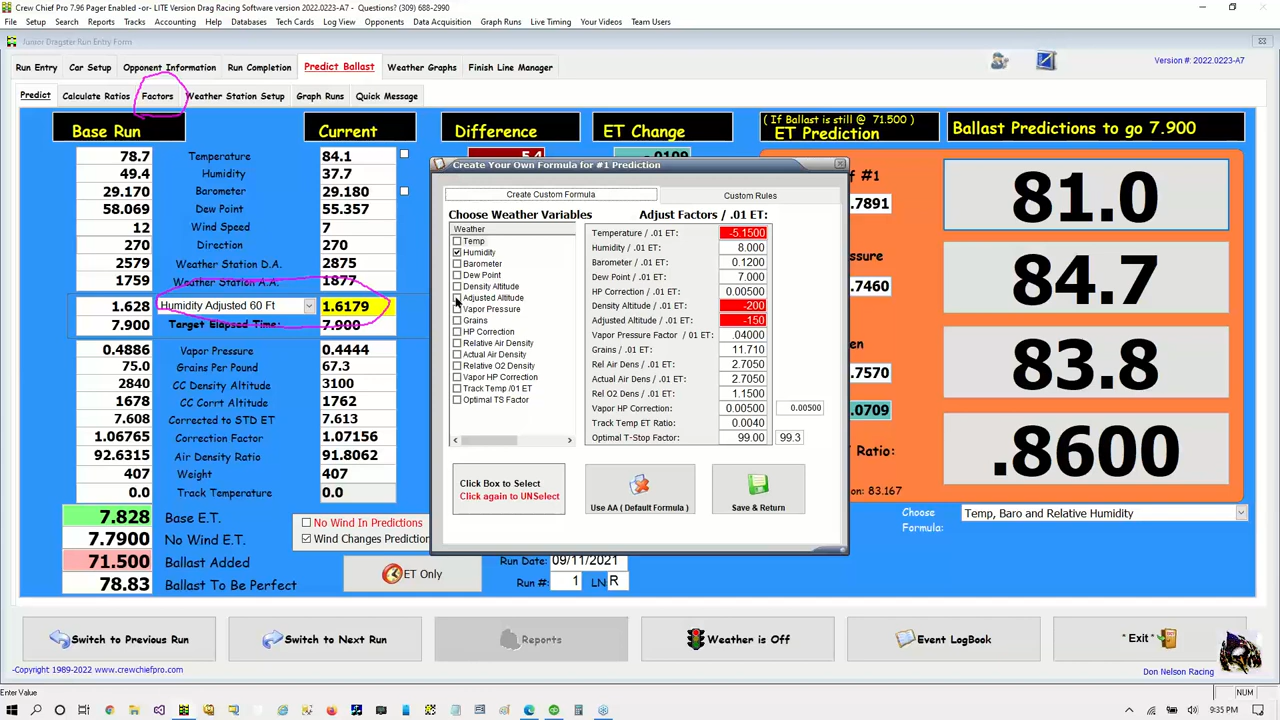 Crew Chief Pro 7.96 Pager Enabled -or- LITE Version Drag Racing Software version 2022.0223-A7 - Questions? (309) 688-2990
File Setup Search Reports Tracks Accounting Help Databases Tech Cards Log View Opponents Data Acquisition Graph Runs Live Timing Your Videos Team Users
Junior Dragster Run Entry Form
Run Entry Car Setup Opponent Information Run Completion Predict Ballast Weather Graphs Finish Line Manager Version #: 2022.0223-A7
Predict Calculate Ratios Factors Weather Station Setup Graph Runs Quick Message
Base Run Current Difference ET Change ( If Ballast is still @ 71.500 ) ET Prediction Ballast Predictions to go 7.900
78.7 Temperature 84.1 5.4 -.0109
49.4 Humidity 37.7
29.170 Barometer 29.180
58.069 Dew Point 55.357
12 Wind Speed 7
270 Direction 270
2579 Weather Station D.A. 2875
1759 Weather Station A.A. 1877
1.628 Humidity Adjusted 60 Ft 1.6179
7.900 Target Elapsed Time: 7.900
0.4886 Vapor Pressure 0.4444
75.0 Grains Per Pound 67.3
2840 CC Density Altitude 3100
1678 CC Corrt Altitude 1762
7.608 Corrected to STD ET 7.613
1.06765 Correction Factor 1.07156
92.6315 Air Density Ratio 91.8062
407 Weight 407
0.0 Track Temperature 0.0
7.828 Base E.T.
7.7900 No Wind E.T.
71.500 Ballast Added
78.83 Ballast To Be Perfect
No Wind In Predictions
Wind Changes Prediction
ET Only
Run Date: 09/11/2021
Run #: 1 LN: R
Create Your Own Formula for #1 Prediction
Create Custom Formula Custom Rules
Choose Weather Variables Adjust Factors / .01 ET:
Weather
Temp
Humidity
Barometer
Dew Point
Density Altitude
Adjusted Altitude
Vapor Pressure
Grains
HP Correction
Relative Air Density
Actual Air Density
Relative O2 Density
Vapor HP Correction
Track Temp /01 ET
Optimal TS Factor
Temperature / .01 ET: -5.1500
Humidity / .01 ET: 8.000
Barometer / .01 ET: 0.1200
Dew Point / .01 ET: 7.000
HP Correction / .01 ET: 0.00500
Density Altitude / .01 ET: -200
Adjusted Altitude / .01 ET: -150
Vapor Pressure Factor / 01 ET: .04000
Grains / .01 ET: 11.710
Rel Air Dens / .01 ET: 2.7050
Actual Air Dens / .01 ET: 2.7050
Rel O2 Dens / .01 ET: 1.1500
Vapor HP Correction: 0.00500 0.00500
Track Temp ET Ratio: 0.0040
Optimal T-Stop Factor: 99.00 99.3
Click Box to Select
Click again to UNSelect
Use AA ( Default Formula )
Save & Return
of #1
.7891
81.0
ssure
.7460
84.7
en
.7570
83.8
.0709
Ratio:
.8600
on: 83.167
Choose Formula: Temp, Baro and Relative Humidity
Switch to Previous Run Switch to Next Run Reports Weather is Off Event LogBook * Exit *
-Copyright 1989-2022 www.crewchiefpro.com Don Nelson Racing
Enter Value NUM
9:35 PM